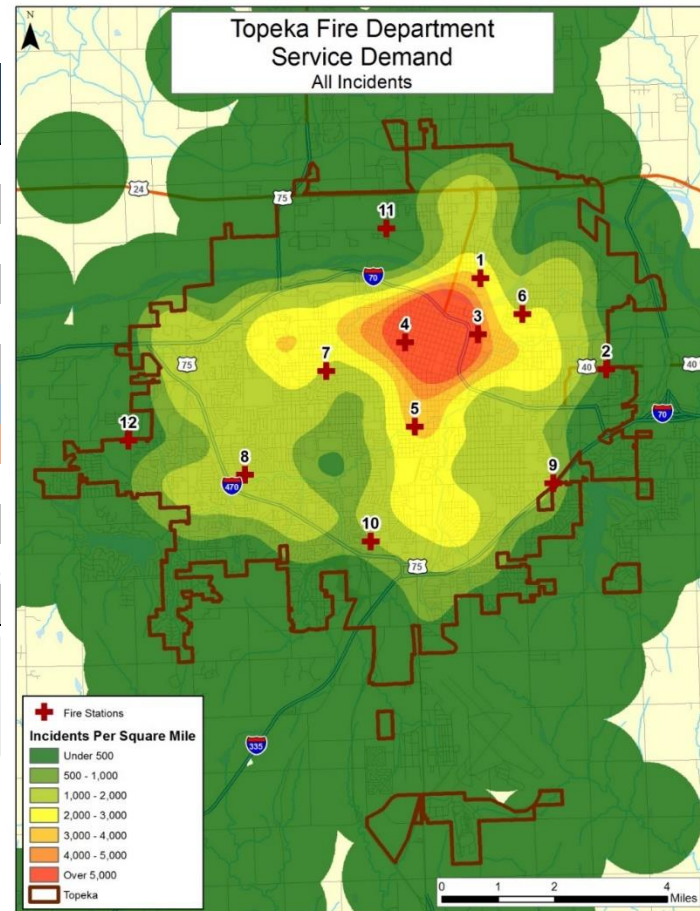 N
Topeka Fire Department
Service Demand
All Incidents
24
75
11
70
1
6
4
3
7
75
2
40
40
5
70
12
8
470
9
10
75
335
Fire Stations
Incidents Per Square Mile
Under 500
500 - 1,000
1,000 - 2,000
2,000 - 3,000
3,000 - 4,000
4,000 - 5,000
Over 5,000
Topeka
0 1 2 4
Miles